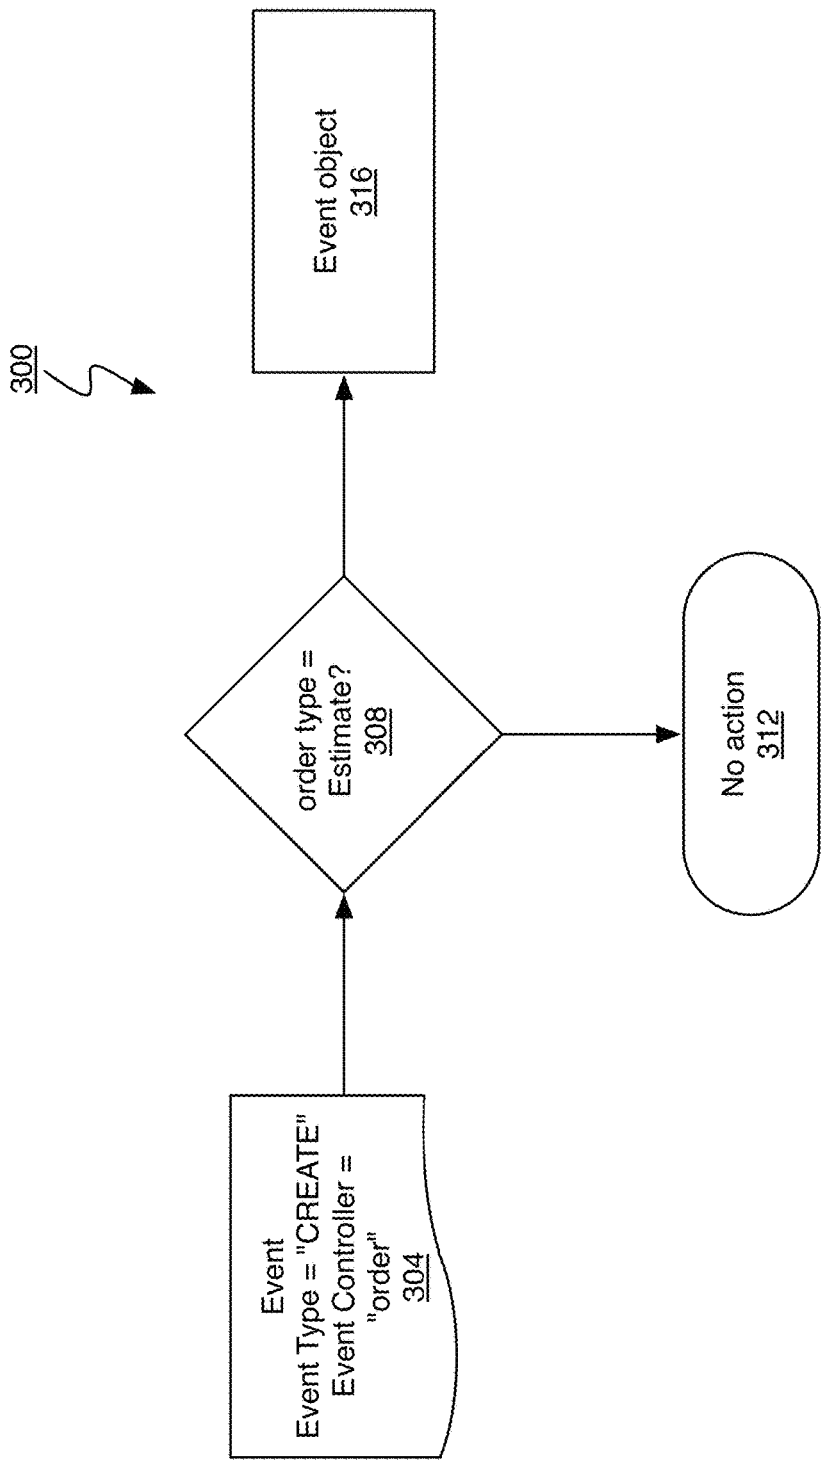 300
Event
Event Type = "CREATE"
Event Controller =
"order"
304
order type =
Estimate?
308
No action
312
Event object
316